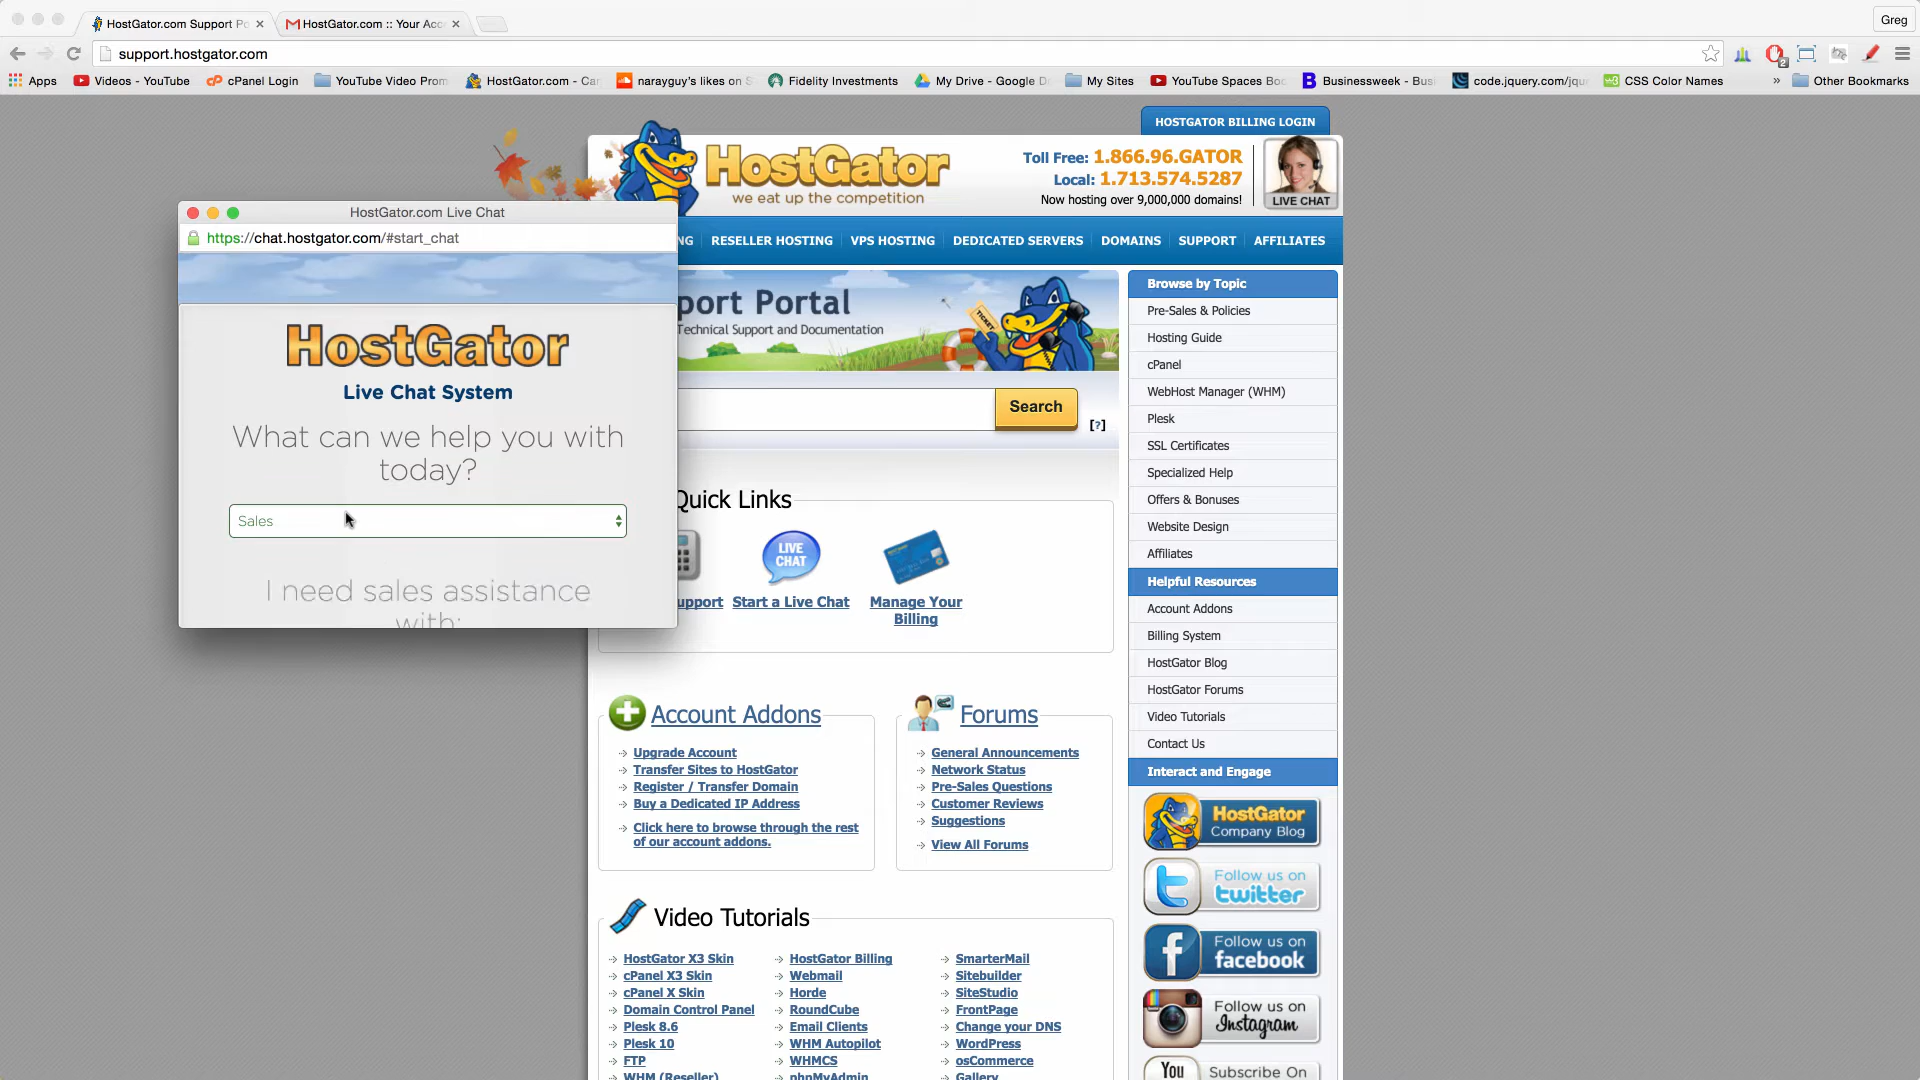 HostGator.com Support Po
HostGator.com :: Your Acc
Greg
support.hostgator.com
2
Apps
Videos - YouTube
cPanel Login
YouTube Video Prom
HostGator.com - Ca
narayguy's likes on S
Fidelity Investments
My Drive - Google D
My Sites
YouTube Spaces Boo
Businessweek - Busi
code.jquery.com/jqu
CSS Color Names
»
Other Bookmarks
HOSTGATOR BILLING LOGIN
HostGator
we eat up the competition
Toll Free: 1.866.96.GATOR
Local: 1.713.574.5287
Now hosting over 9,000,000 domains!
LIVE CHAT
NG
RESELLER HOSTING
VPS HOSTING
DEDICATED SERVERS
DOMAINS
SUPPORT
AFFILIATES
HostGator.com Live Chat
https://chat.hostgator.com/#start_chat
HostGator
Live Chat System
What can we help you with
today?
Sales
I need sales assistance
with:
port Portal
Technical Support and Documentation
TICKET
Search
[?]
Quick Links
LIVE
CHAT
upport
Start a Live Chat
Manage Your
Billing
Account Addons
Upgrade Account
Transfer Sites to HostGator
Register / Transfer Domain
Buy a Dedicated IP Address
Click here to browse through the rest
of our account addons.
Forums
General Announcements
Network Status
Pre-Sales Questions
Customer Reviews
Suggestions
View All Forums
Video Tutorials
HostGator X3 Skin
cPanel X3 Skin
cPanel X Skin
Domain Control Panel
Plesk 8.6
Plesk 10
FTP
WHM (Reseller)
HostGator Billing
Webmail
Horde
RoundCube
Email Clients
WHM Autopilot
WHMCS
phpMyAdmin
SmarterMail
Sitebuilder
SiteStudio
FrontPage
Change your DNS
WordPress
osCommerce
Gallery
Browse by Topic
Pre-Sales & Policies
Hosting Guide
cPanel
WebHost Manager (WHM)
Plesk
SSL Certificates
Specialized Help
Offers & Bonuses
Website Design
Affiliates
Helpful Resources
Account Addons
Billing System
HostGator Blog
HostGator Forums
Video Tutorials
Contact Us
Interact and Engage
HostGator
Company Blog
Follow us on
twitter
Follow us on
facebook
Follow us on
Instagram
You
Subscribe On